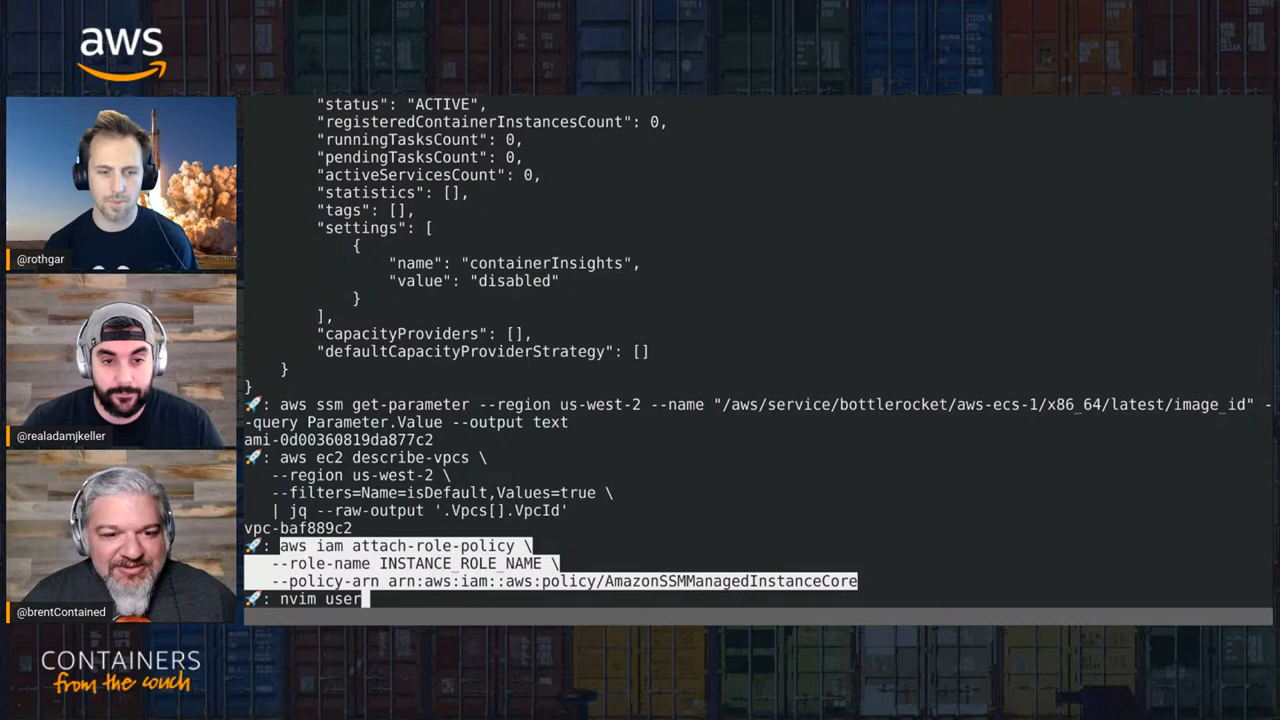 aws
@rothgar
@realadamjkeller
@brentContained
"status": "ACTIVE",
"registeredContainerInstancesCount": 0,
"runningTasksCount": 0,
"pendingTasksCount": 0,
"activeServicesCount": 0,
"statistics": [],
"tags": [],
"settings": [
{
"name": "containerInsights",
"value": "disabled"
}
],
"capacityProviders": [],
"defaultCapacityProviderStrategy": []
}
}
🚀: aws ssm get-parameter --region us-west-2 --name "/aws/service/bottlerocket/aws-ecs-1/x86_64/latest/image_id" -
-query Parameter.Value --output text
ami-0d00360819da877c2
🚀: aws ec2 describe-vpcs \
--region us-west-2 \
--filters=Name=isDefault,Values=true \
| jq --raw-output '.Vpcs[].VpcId'
vpc-baf889c2
🚀: aws iam attach-role-policy \
--role-name INSTANCE_ROLE_NAME \
--policy-arn arn:aws:iam::aws:policy/AmazonSSMManagedInstanceCore
🚀: nvim user
CONTAINERS
from the couch